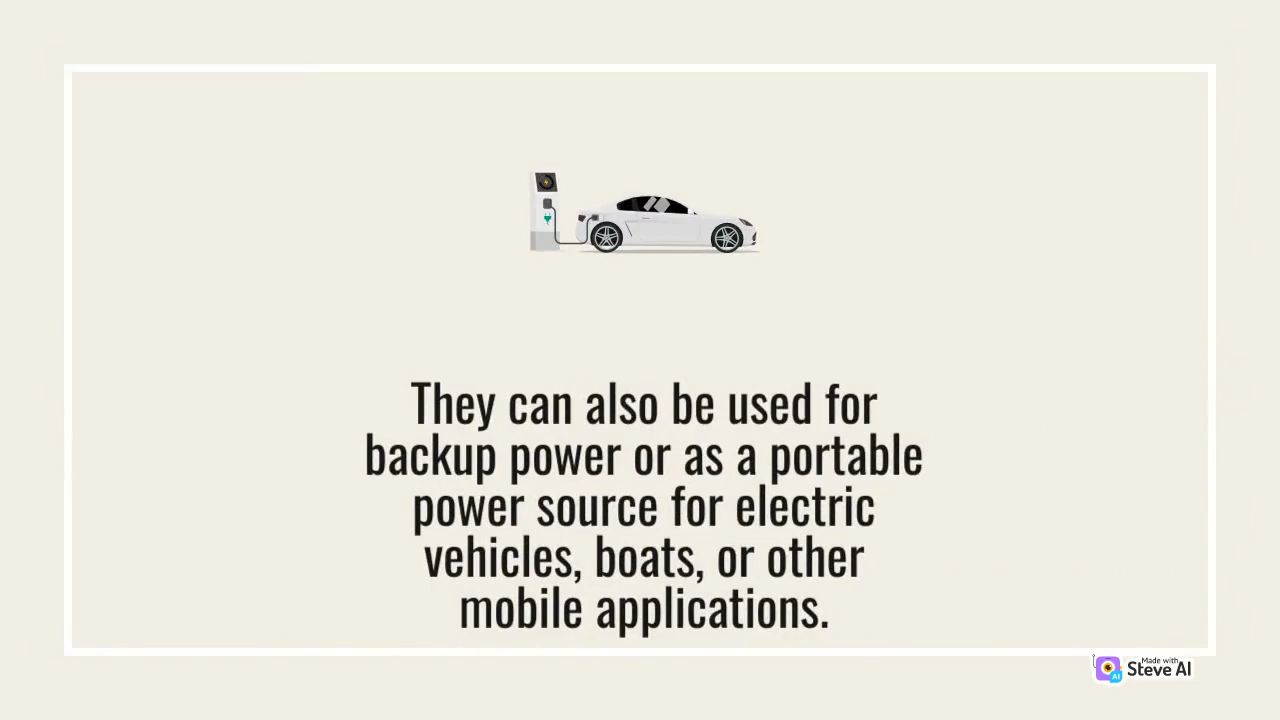 They can also be used for
backup power or as a portable
power source for electric
vehicles, boats, or other
mobile applications.
Made with
Steve AI
AI